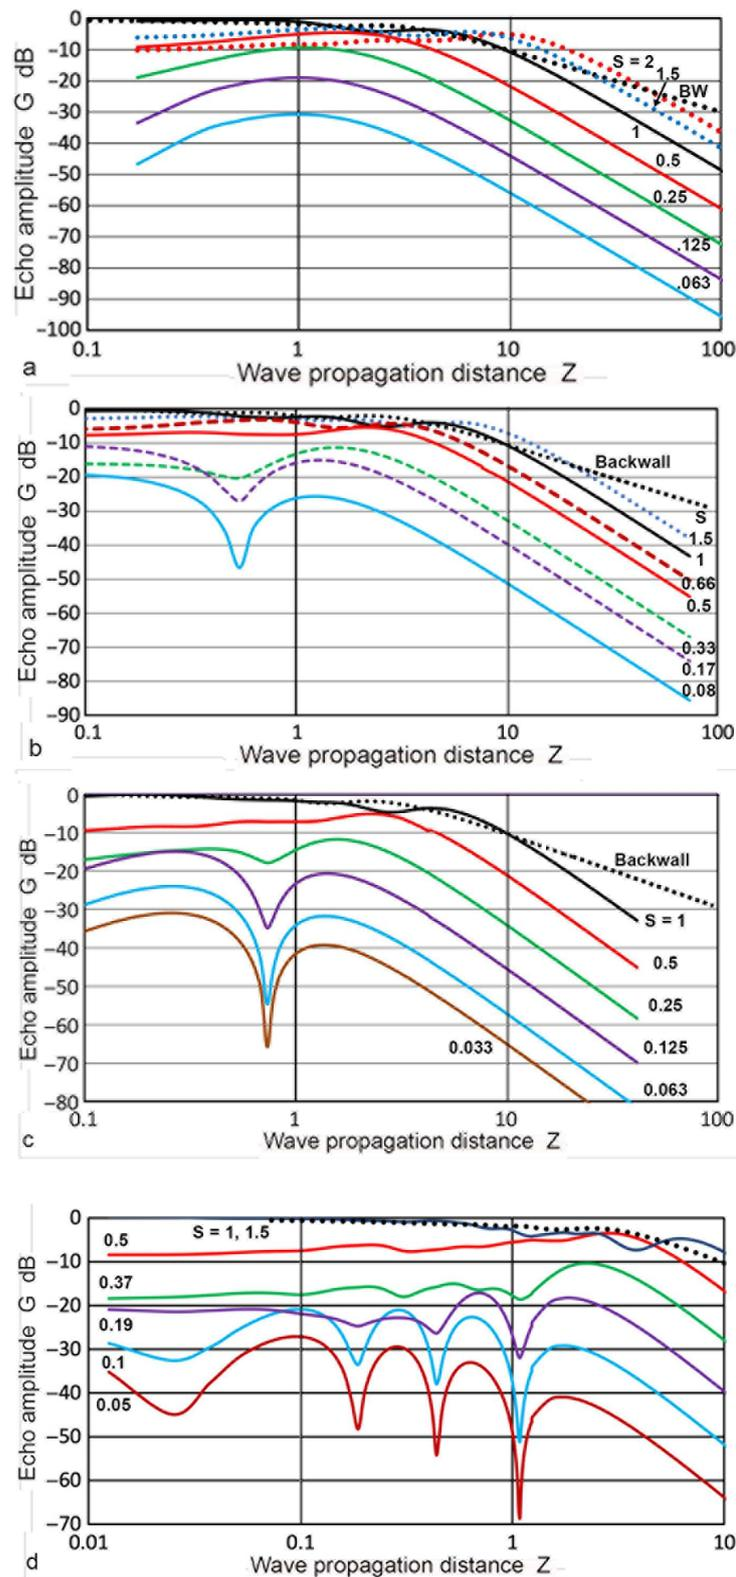 Echo amplitude G dB
0
−10
−20
−30
−40
−50
−60
−70
−80
−90
−100
S = 2
1.5
BW
1
0.5
0.25
.125
.063
0.1 1 10 100
a
Wave propagation distance Z
Echo amplitude G dB
0
−10
−20
−30
−40
−50
−60
−70
−80
−90
Backwall
S
1.5
1
0.66
0.5
0.33
0.17
0.08
0.1 1 10 100
b
Wave propagation distance Z
Echo amplitude G dB
0
−10
−20
−30
−40
−50
−60
−70
−80
Backwall
S = 1
0.5
0.25
0.125
0.063
0.033
0.1 1 10 100
c
Wave propagation distance Z
Echo amplitude G dB
0
−10
−20
−30
−40
−50
−60
−70
S = 1, 1.5
0.5
0.37
0.19
0.1
0.05
0.01 0.1 1 10
d
Wave propagation distance Z